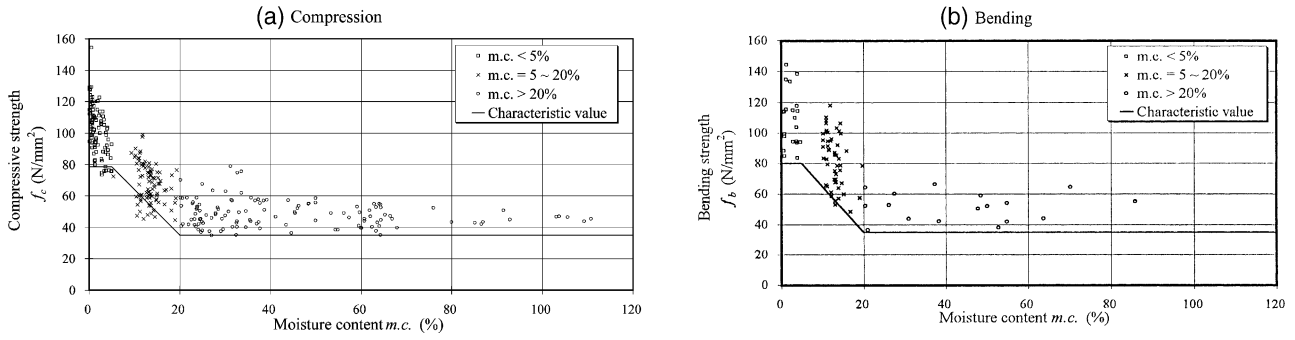 (a) Compression
160
140
120
100
80
60
40
20
0
Compressive strength
f_c (N/mm²)
m.c. < 5%
m.c. = 5 ~ 20%
m.c. > 20%
Characteristic value
0 20 40 60 80 100 120
Moisture content m.c. (%)
(b) Bending
160
140
120
100
80
60
40
20
0
Bending strength
f_b (N/mm²)
m.c. < 5%
m.c. = 5 ~ 20%
m.c. > 20%
Characteristic value
0 20 40 60 80 100 120
Moisture content m.c. (%)